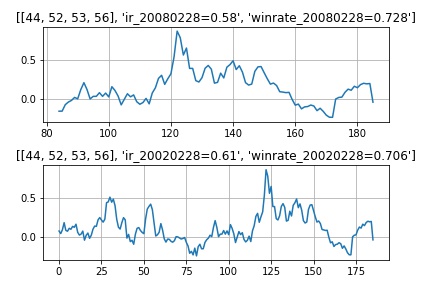 [[44, 52, 53, 56], 'ir_20080228=0.58', 'winrate_20080228=0.728']
0.5
0.0
80 100 120 140 160 180
[[44, 52, 53, 56], 'ir_20020228=0.61', 'winrate_20020228=0.706']
0.5
0.0
0 25 50 75 100 125 150 175